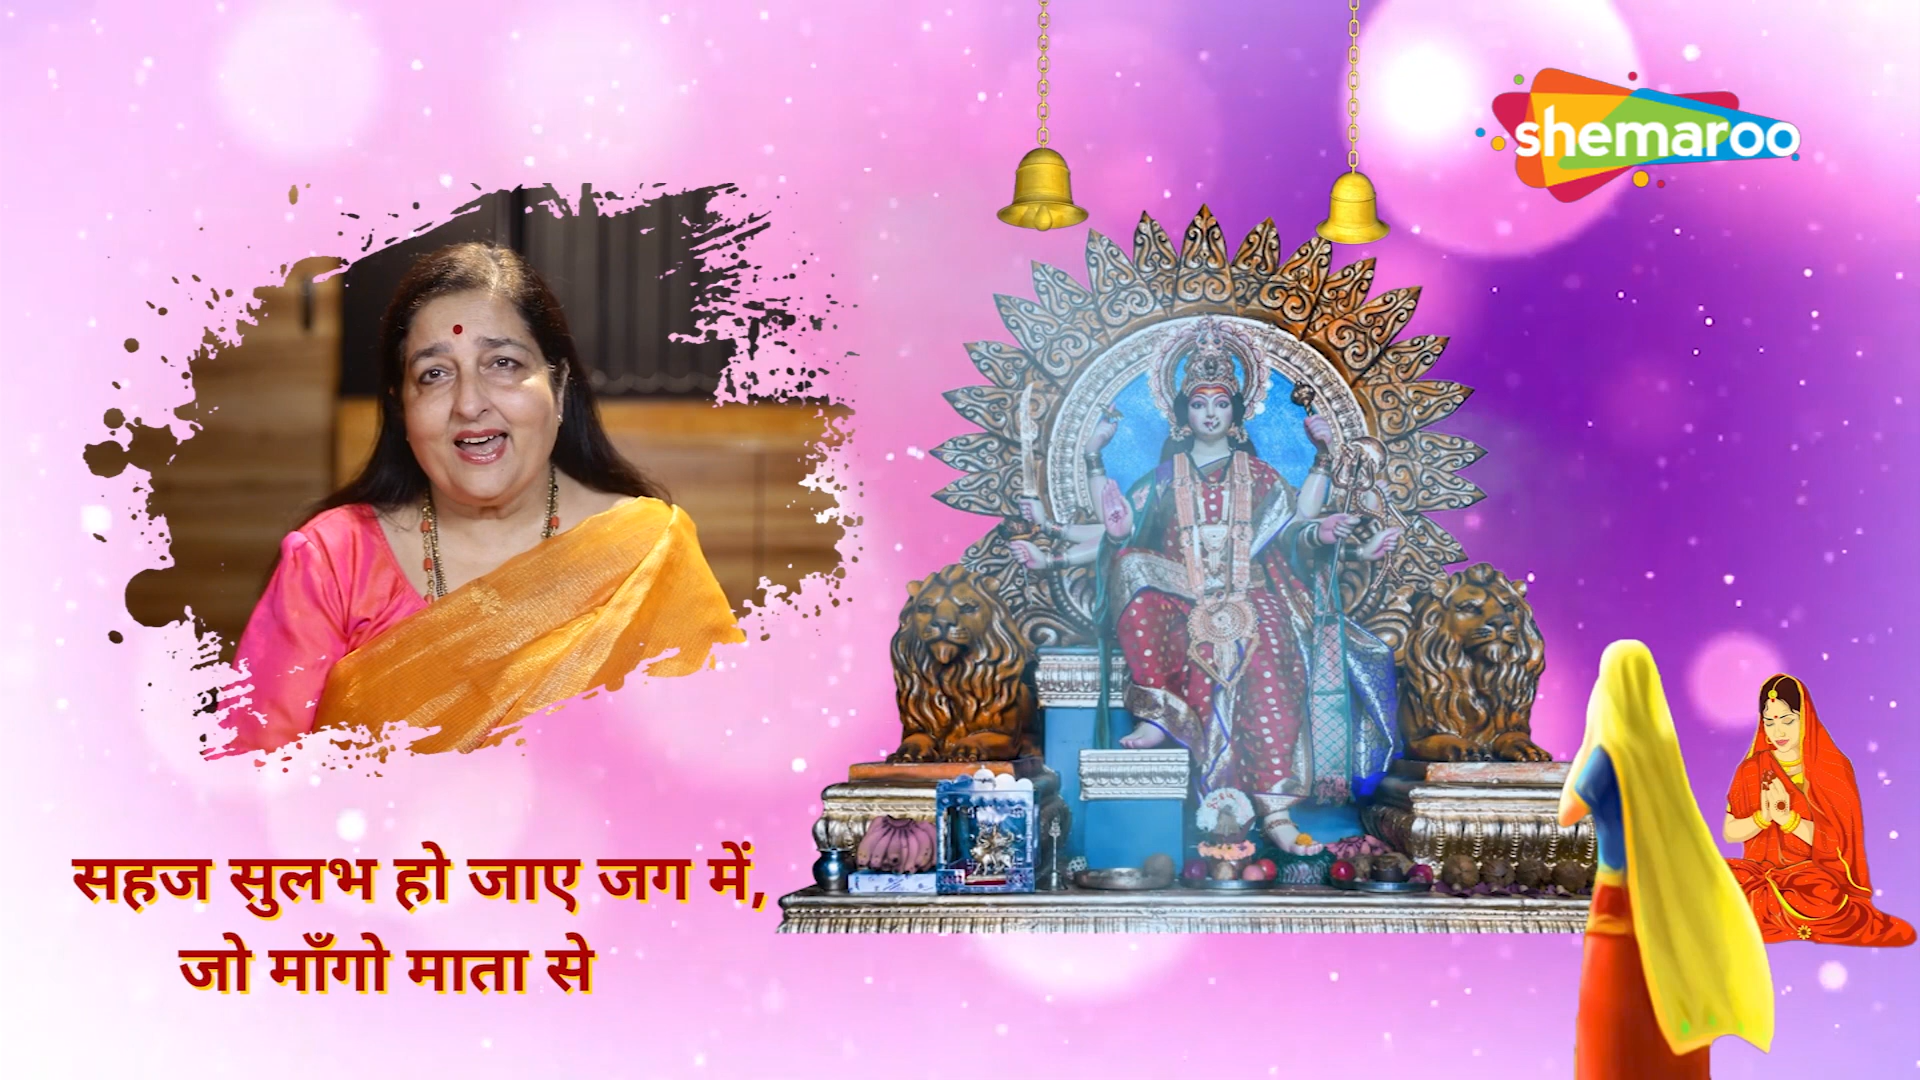 shemaroo
सहज सुलभ हो जाए जग में,
जो माँगो माता से